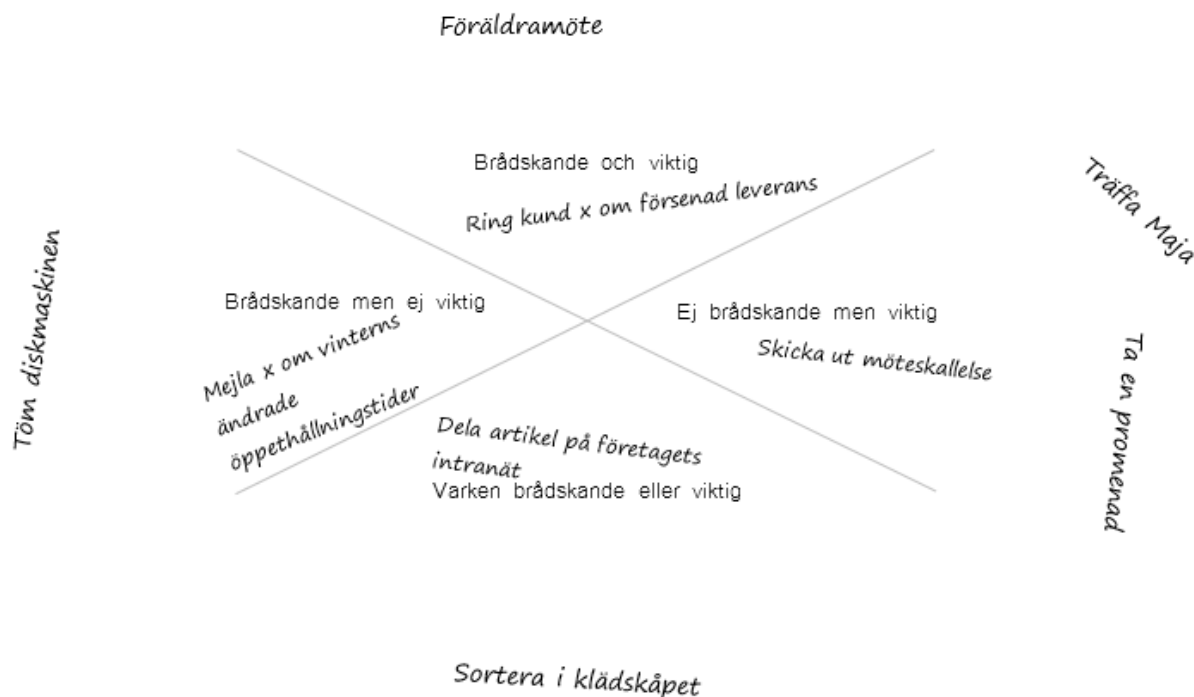 Föräldramöte
Brådskande och viktig
Ring kund x om försenad leverans
Träffa Maja
Töm diskmaskinen
Brådskande men ej viktig
Mejla x om vinterns
ändrade
öppethållningstider
Ej brådskande men viktig
Skicka ut möteskallelse
Ta en promenad
Dela artikel på företagets
intranät
Varken brådskande eller viktig
Sortera i klädskåpet